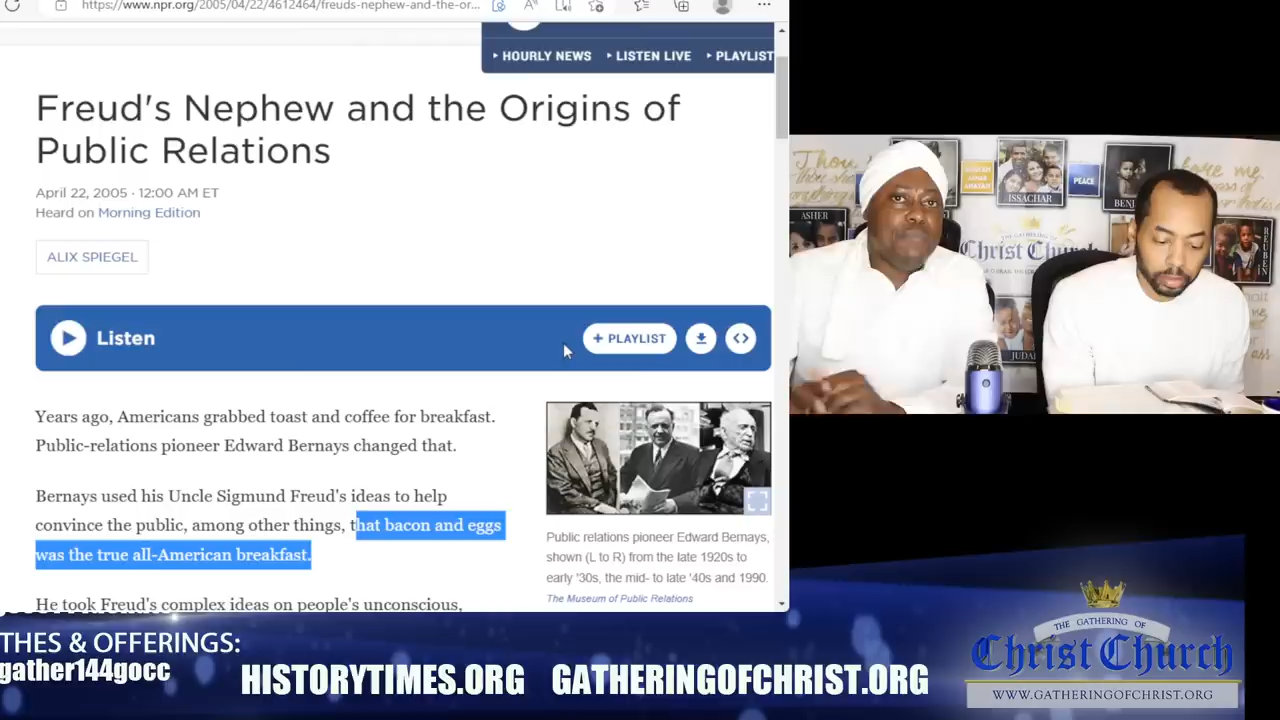 https://www.npr.org/2005/04/22/4612464/freuds-nephew-and-the-or...
HOURLY NEWS
LISTEN LIVE
PLAYLIST
Freud's Nephew and the Origins of
Public Relations
April 22, 2005 · 12:00 AM ET
Heard on Morning Edition
ALIX SPIEGEL
Listen
+ PLAYLIST
Years ago, Americans grabbed toast and coffee for breakfast.
Public-relations pioneer Edward Bernays changed that.
Bernays used his Uncle Sigmund Freud's ideas to help
convince the public, among other things, that bacon and eggs
was the true all-American breakfast.
He took Freud's complex ideas on people's unconscious,
Public relations pioneer Edward Bernays,
shown (L to R) from the late 1920s to
early '30s, the mid- to late '40s and 1990.
The Museum of Public Relations
ASHER
ISSACHAR
PEACE
BENJ
REUBEN
THE GATHERING OF
Christ Church
JUDA
THES & OFFERINGS:
gather144gocc
HISTORYTIMES.ORG
GATHERINGOFCHRIST.ORG
THE GATHERING OF
Christ Church
WWW.GATHERINGOFCHRIST.ORG